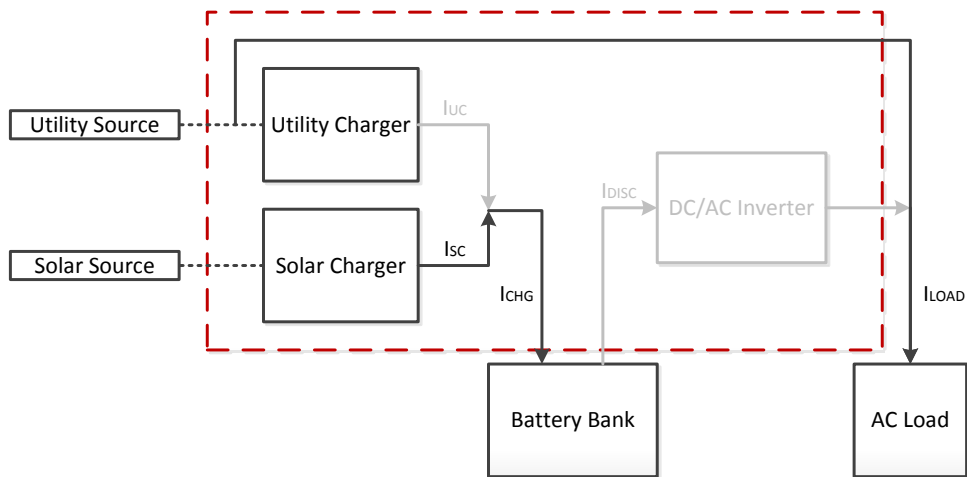 Utility Source
Utility Charger
IUC
IDISC
DC/AC Inverter
Solar Source
Solar Charger
ISC
ICHG
ILOAD
Battery Bank
AC Load